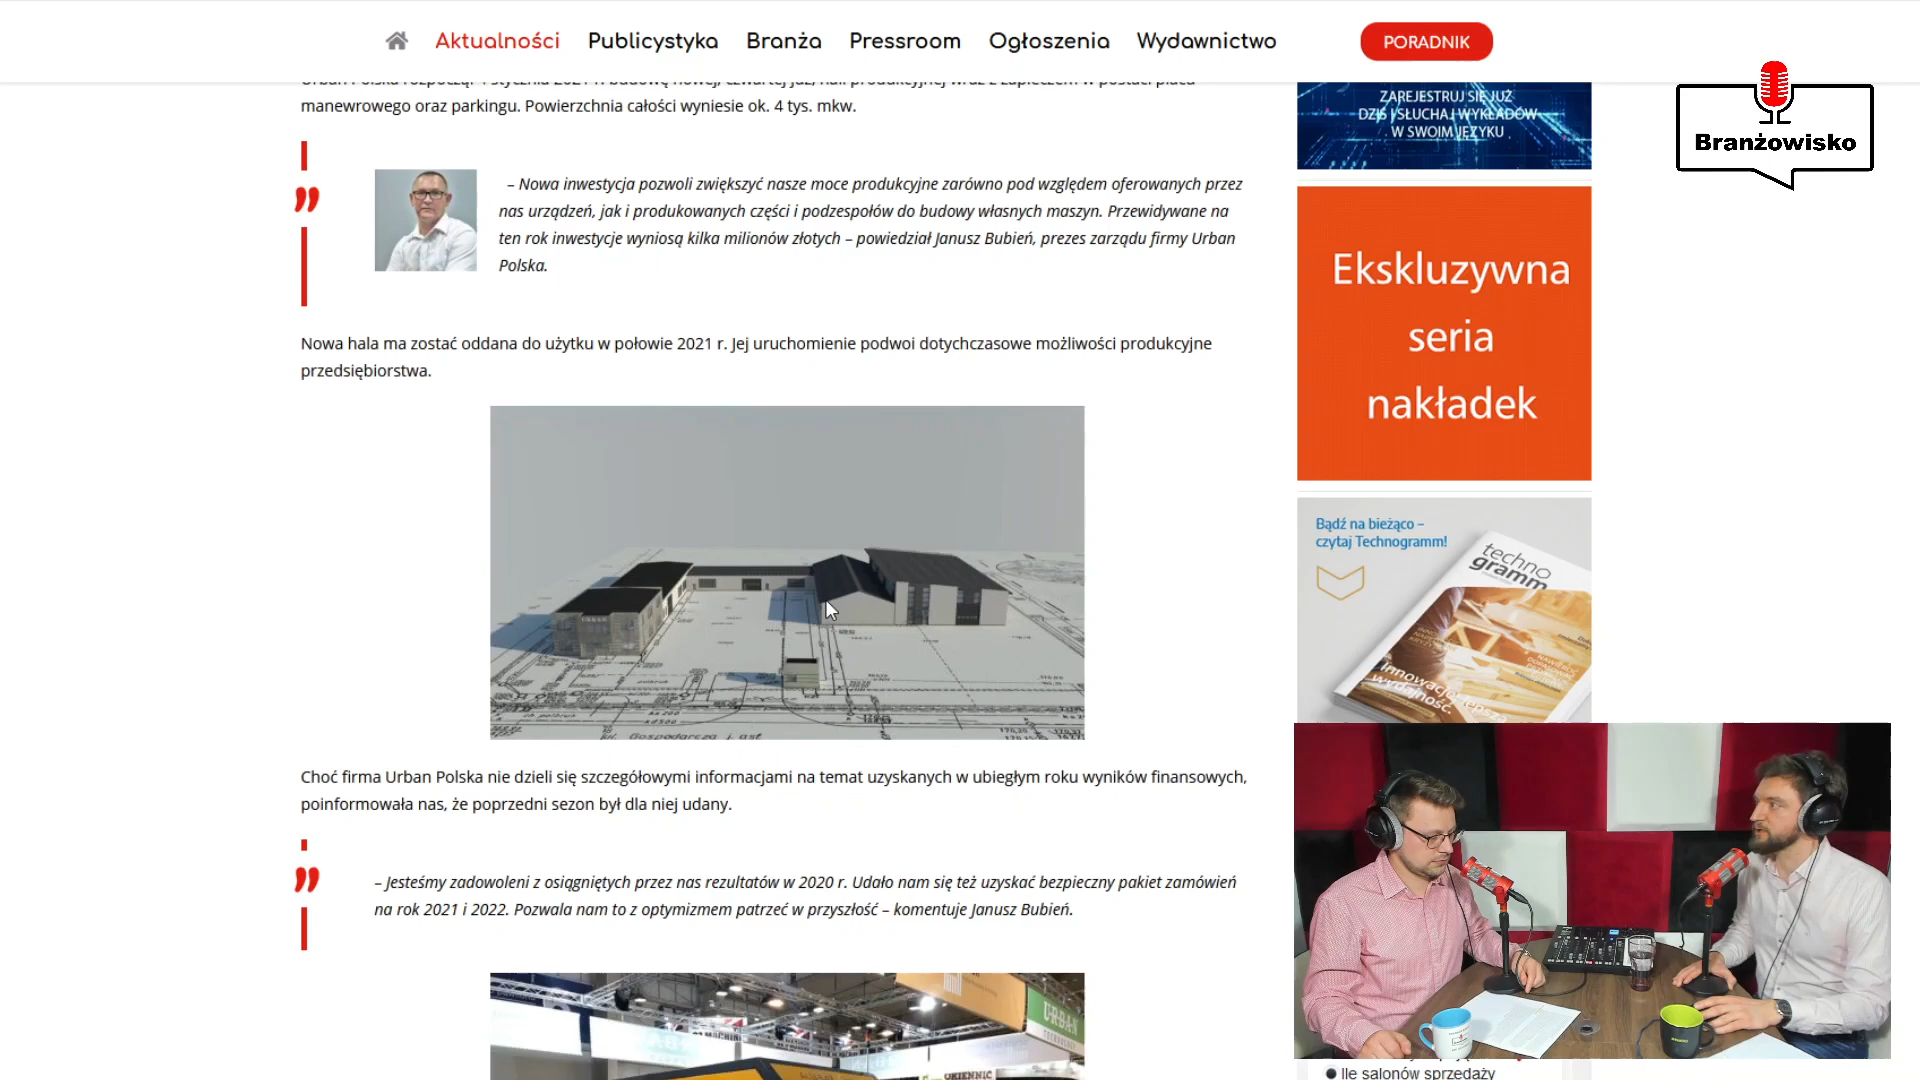 Aktualności Publicystyka Branża Pressroom Ogłoszenia Wydawnictwo PORADNIK
manewrowego oraz parkingu. Powierzchnia całości wyniesie ok. 4 tys. mkw.
– Nowa inwestycja pozwoli zwiększyć nasze moce produkcyjne zarówno pod względem oferowanych przez
nas urządzeń, jak i produkowanych części i podzespołów do budowy własnych maszyn. Przewidywane na
ten rok inwestycje wyniosą kilka milionów złotych – powiedział Janusz Bubień, prezes zarządu firmy Urban
Polska.
Nowa hala ma zostać oddana do użytku w połowie 2021 r. Jej uruchomienie podwoi dotychczasowe możliwości produkcyjne
przedsiębiorstwa.
Choć firma Urban Polska nie dzieli się szczegółowymi informacjami na temat uzyskanych w ubiegłym roku wyników finansowych,
poinformowała nas, że poprzedni sezon był dla niej udany.
– Jesteśmy zadowoleni z osiągniętych przez nas rezultatów w 2020 r. Udało nam się też uzyskać bezpieczny pakiet zamówień
na rok 2021 i 2022. Pozwala nam to z optymizmem patrzeć w przyszłość – komentuje Janusz Bubień.
URBAN
ZAREJESTRUJ SIĘ JUŻ
DZIŚ I SŁUCHAJ WYKŁADÓW
W SWOIM JĘZYKU
Ekskluzywna
seria
nakładek
Bądź na bieżąco –
czytaj Technogramm!
techno
gramm
Branżowisko
Ile salonów sprzedaży